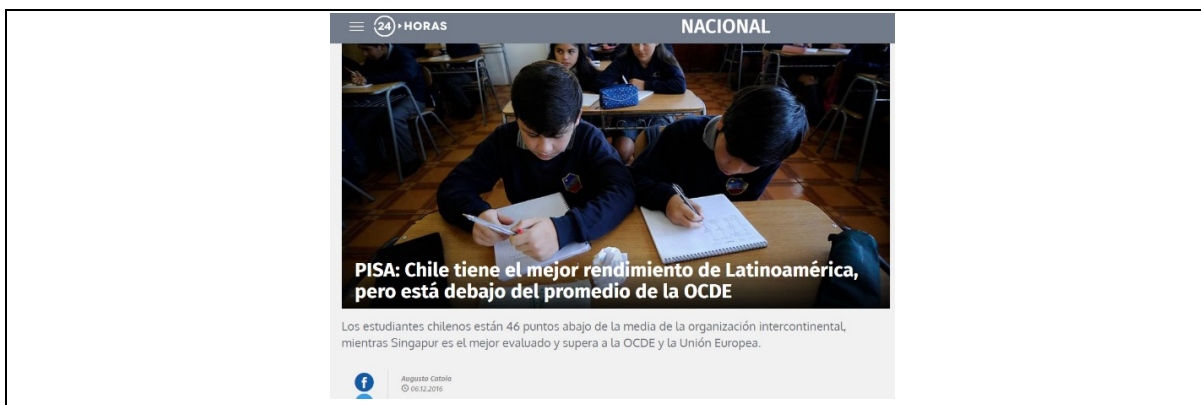 24 HORAS
NACIONAL
PISA: Chile tiene el mejor rendimiento de Latinoamérica,
pero está debajo del promedio de la OCDE
Los estudiantes chilenos están 46 puntos abajo de la media de la organización intercontinental,
mientras Singapur es el mejor evaluado y supera a la OCDE y la Unión Europea.
Augusto Catoia
06.12.2016